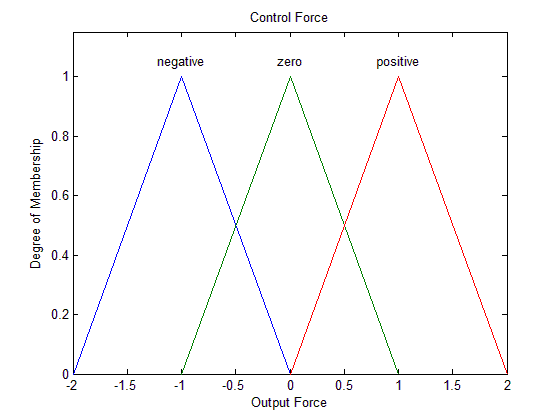 Control Force
negative zero positive
1
0.8
0.6
0.4
0.2
0
Degree of Membership
-2 -1.5 -1 -0.5 0 0.5 1 1.5 2
Output Force